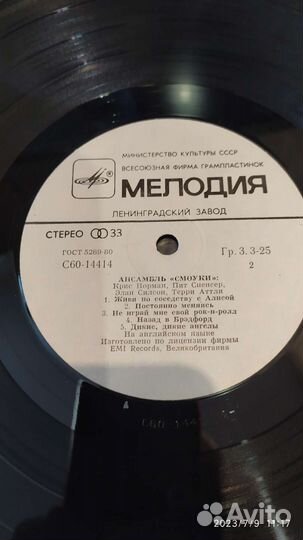 МИНИСТЕРСТВО КУЛЬТУРЫ СССР
ВСЕСОЮЗНАЯ ФИРМА ГРАМПЛАСТИНОК
МЕЛОДИЯ
ЛЕНИНГРАДСКИЙ ЗАВОД
СТЕРЕО 33
ГОСТ 5289-80
Гр. 3. 3-25
С60-14414
2
АНСАМБЛЬ «СМОУКИ»:
Крис Норман, Пит Спенсер,
Элан Силсон, Терри Аттли
1. Живя по соседству с Алисой
2. Постоянно меняясь
3. Не играй мне свой рок-н-ролл
4. Назад в Брэдфорд
5. Дикие, дикие ангелы
На английском языке
Изготовлено по лицензии фирмы
EMI Records, Великобритания
С60-144
2023/7/9 11:17
Avito